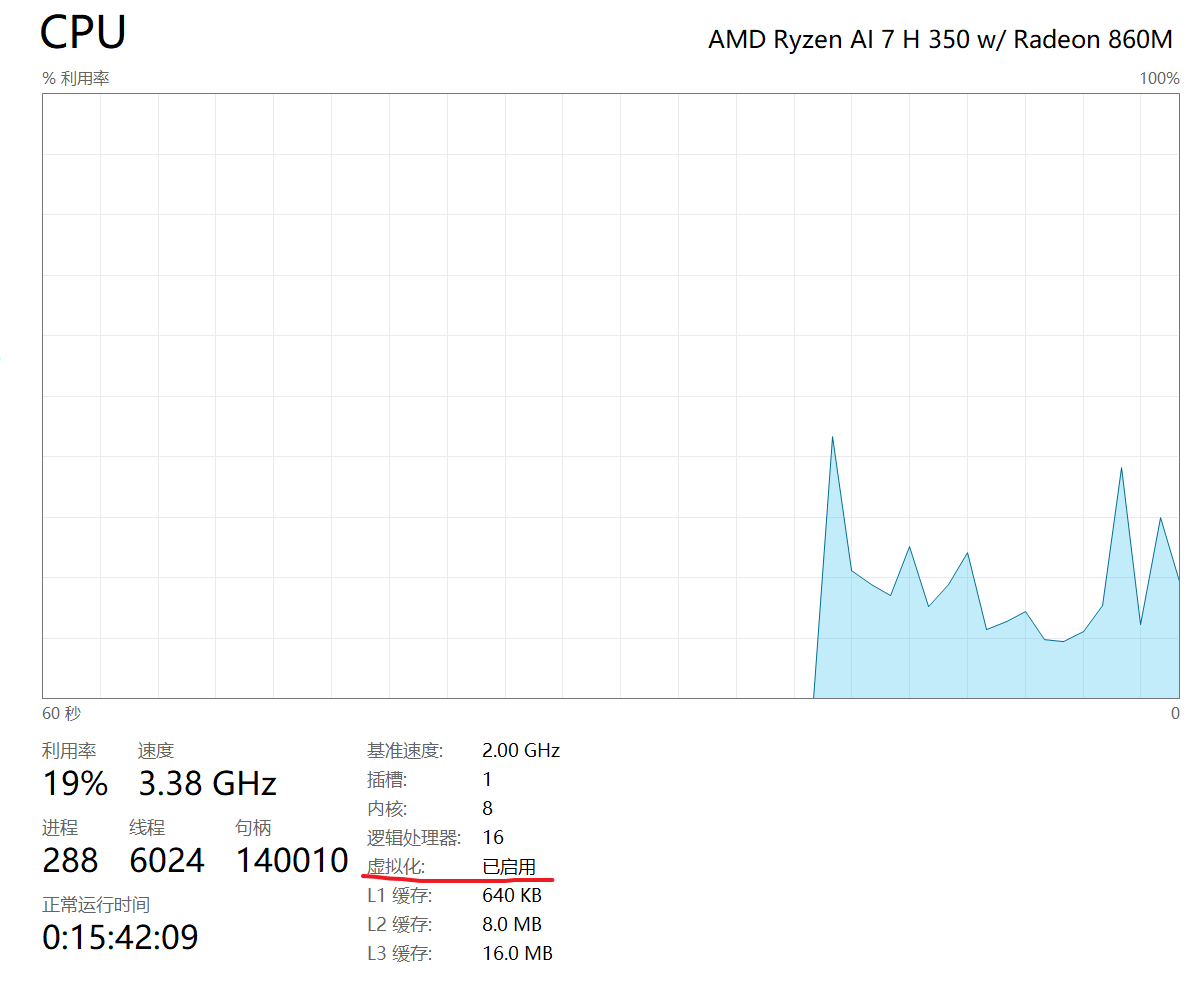 CPU
AMD Ryzen AI 7 H 350 w/ Radeon 860M
% 利用率
100%
60 秒
0
利用率 速度
19% 3.38 GHz
进程 线程 句柄
288 6024 140010
正常运行时间
0:15:42:09
基准速度: 2.00 GHz
插槽: 1
内核: 8
逻辑处理器: 16
虚拟化: 已启用
L1 缓存: 640 KB
L2 缓存: 8.0 MB
L3 缓存: 16.0 MB